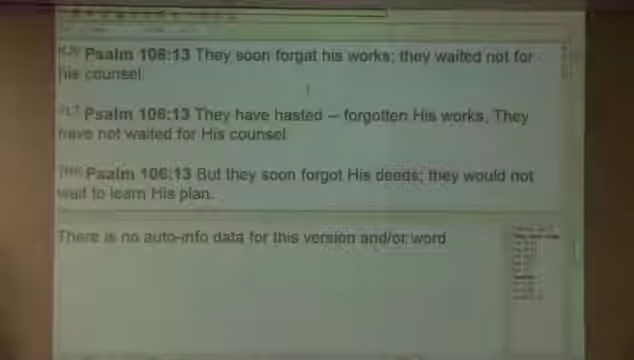 KJV Psalm 106:13 They soon forgat his works; they waited not for
his counsel:
YLT Psalm 106:13 They have hasted -- forgotten His works, They
have not waited for His counsel.
Psalm 106:13 But they soon forgot His deeds; they would not
wait to learn His plan.
There is no auto-info data for this version and/or word